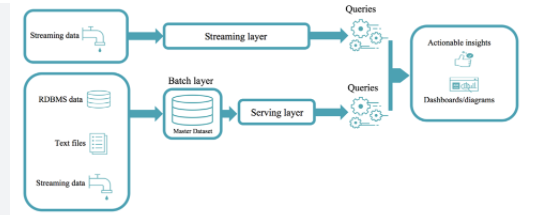 Queries
Streaming data
Streaming layer
Actionable insights
Dashboards/diagrams
Batch layer
Queries
RDBMS data
Master Dataset
Serving layer
Text files
Streaming data